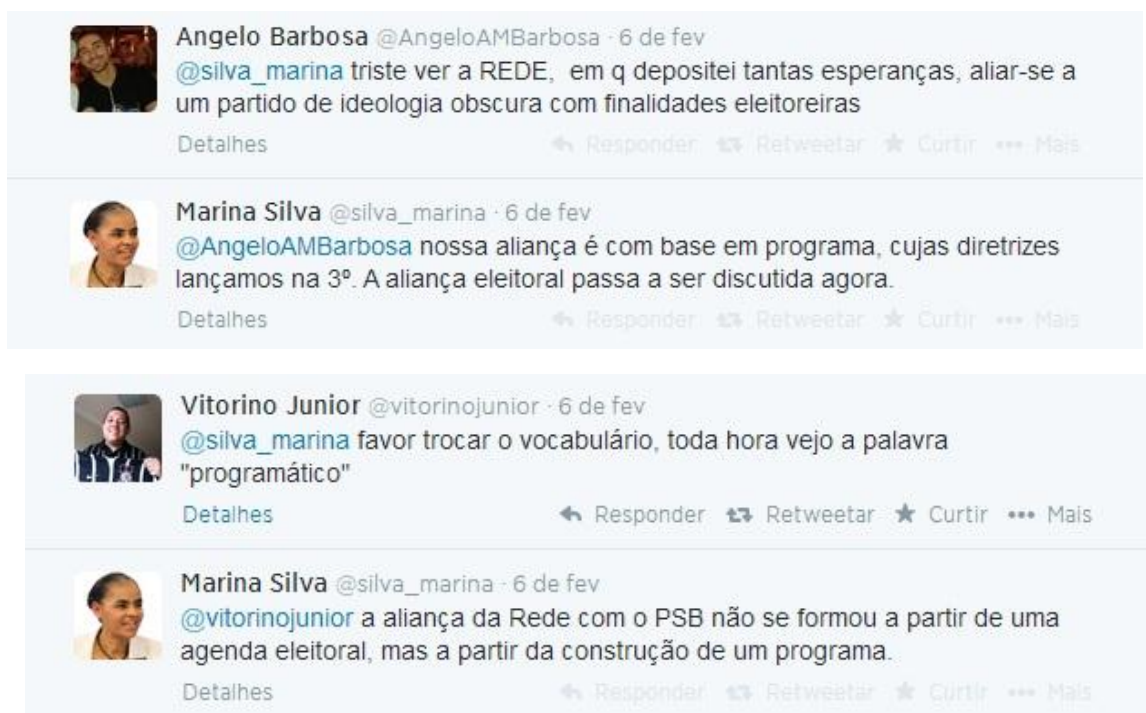 Angelo Barbosa @AngeloAMBarbosa · 6 de fev
@silva_marina triste ver a REDE, em q depositei tantas esperanças, aliar-se a
um partido de ideologia obscura com finalidades eleitoreiras
Detalhes Responder Retweetar Curtir Mais
Marina Silva @silva_marina · 6 de fev
@AngeloAMBarbosa nossa aliança é com base em programa, cujas diretrizes
lançamos na 3º. A aliança eleitoral passa a ser discutida agora.
Detalhes Responder Retweetar Curtir Mais
Vitorino Junior @vitorinojunior · 6 de fev
@silva_marina favor trocar o vocabulário, toda hora vejo a palavra
"programático"
Detalhes Responder Retweetar Curtir Mais
Marina Silva @silva_marina · 6 de fev
@vitorinojunior a aliança da Rede com o PSB não se formou a partir de uma
agenda eleitoral, mas a partir da construção de um programa.
Detalhes Responder Retweetar Curtir Mais